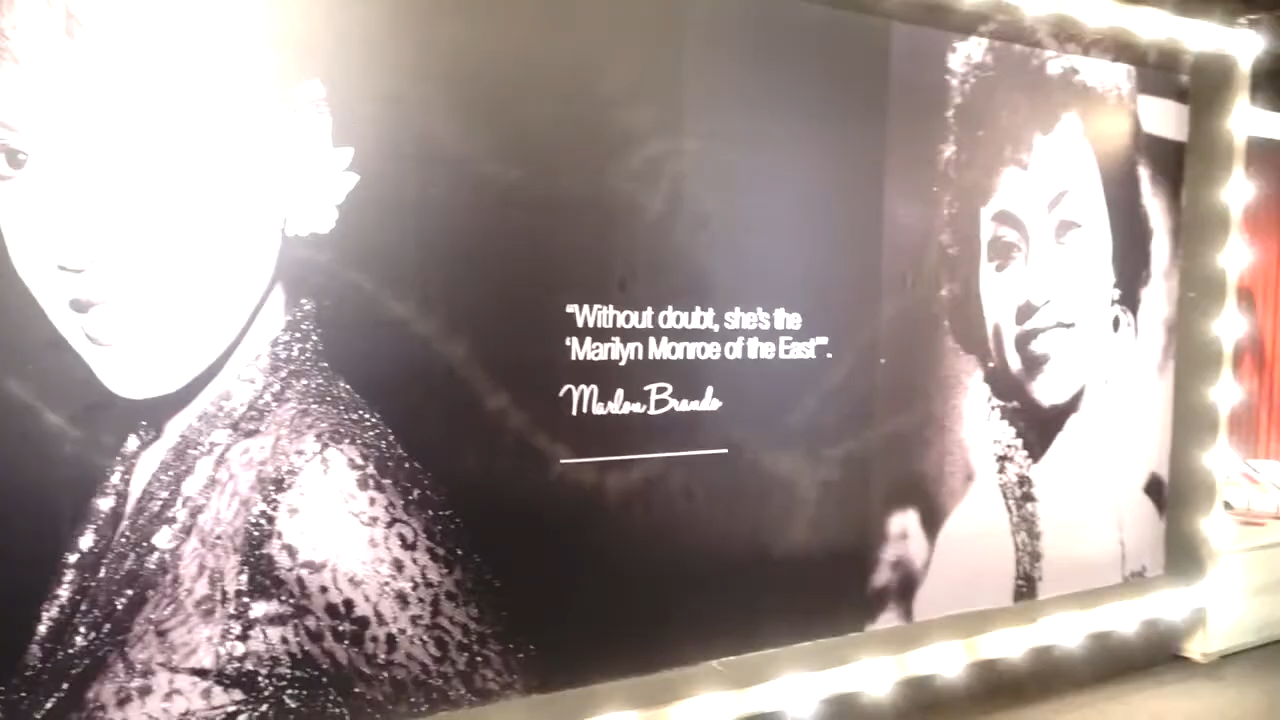 “Without doubt, she's the
‘Marilyn Monroe of the East’”.
Marlon Brando